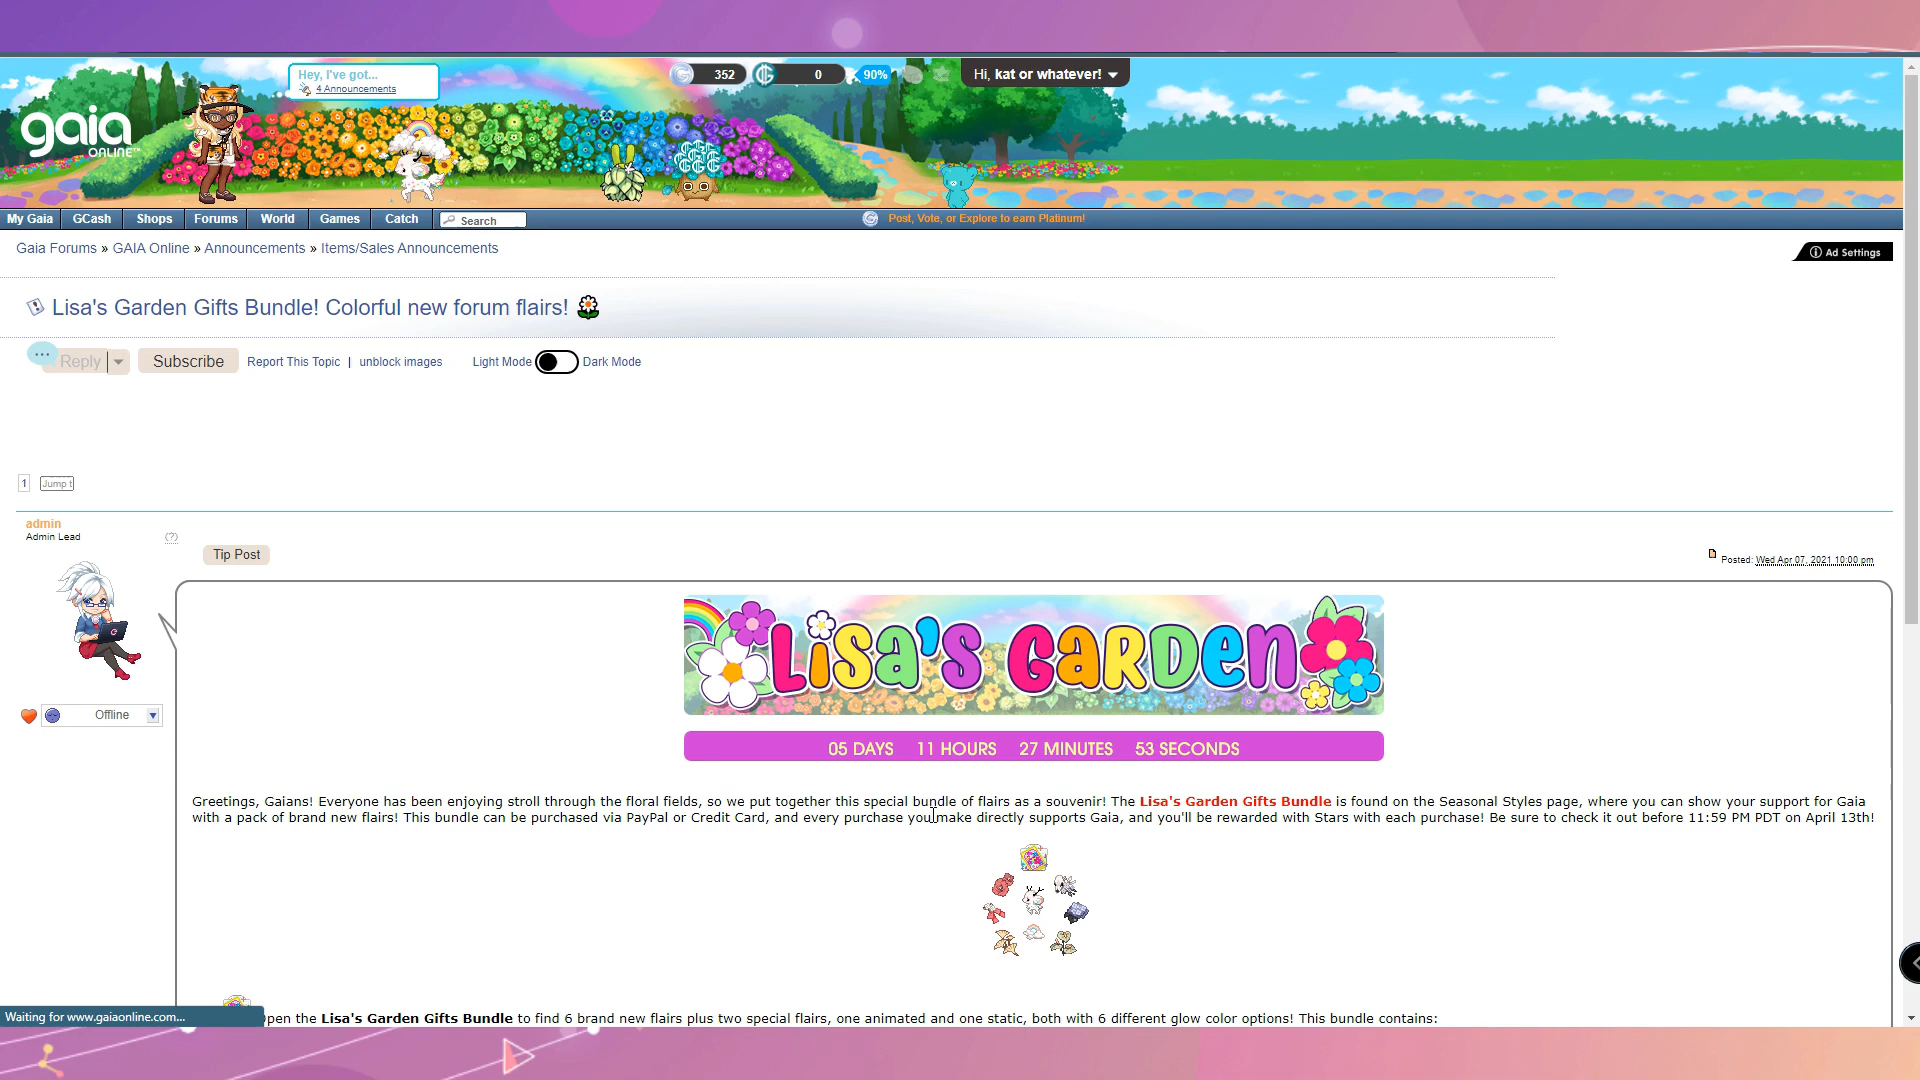 Hey, I've got...
4 Announcements
352
0
90%
Hi, kat or whatever!
gaia
ONLINE
My Gaia GCash Shops Forums World Games Catch Search
Post, Vote, or Explore to earn Platinum!
Gaia Forums » GAIA Online » Announcements » Items/Sales Announcements
Ad Settings
Lisa's Garden Gifts Bundle! Colorful new forum flairs!
Reply Subscribe Report This Topic | unblock images Light Mode Dark Mode
1 Jump t
admin
Admin Lead
(?)
Tip Post
Posted: Wed Apr 07, 2021 10:00 pm
Lisa's Garden
Offline
05 DAYS 11 HOURS 27 MINUTES 53 SECONDS
Greetings, Gaians! Everyone has been enjoying stroll through the floral fields, so we put together this special bundle of flairs as a souvenir! The Lisa's Garden Gifts Bundle is found on the Seasonal Styles page, where you can show your support for Gaia
with a pack of brand new flairs! This bundle can be purchased via PayPal or Credit Card, and every purchase you make directly supports Gaia, and you'll be rewarded with Stars with each purchase! Be sure to check it out before 11:59 PM PDT on April 13th!
pen the Lisa's Garden Gifts Bundle to find 6 brand new flairs plus two special flairs, one animated and one static, both with 6 different glow color options! This bundle contains:
Waiting for www.gaiaonline.com...